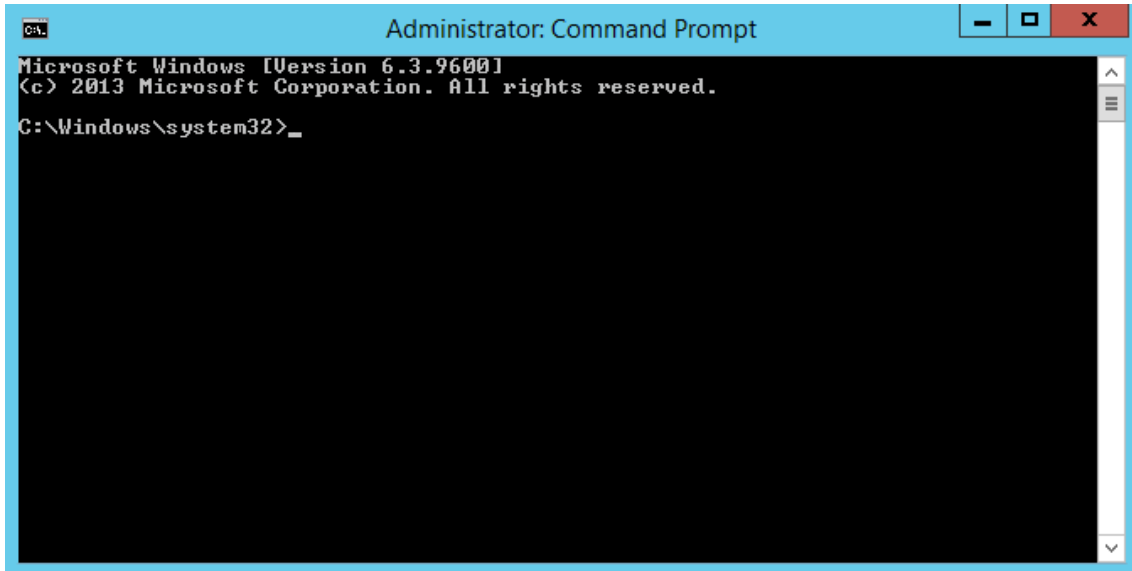 Administrator: Command Prompt
Microsoft Windows [Version 6.3.9600]
(c) 2013 Microsoft Corporation. All rights reserved.
C:\Windows\system32>_